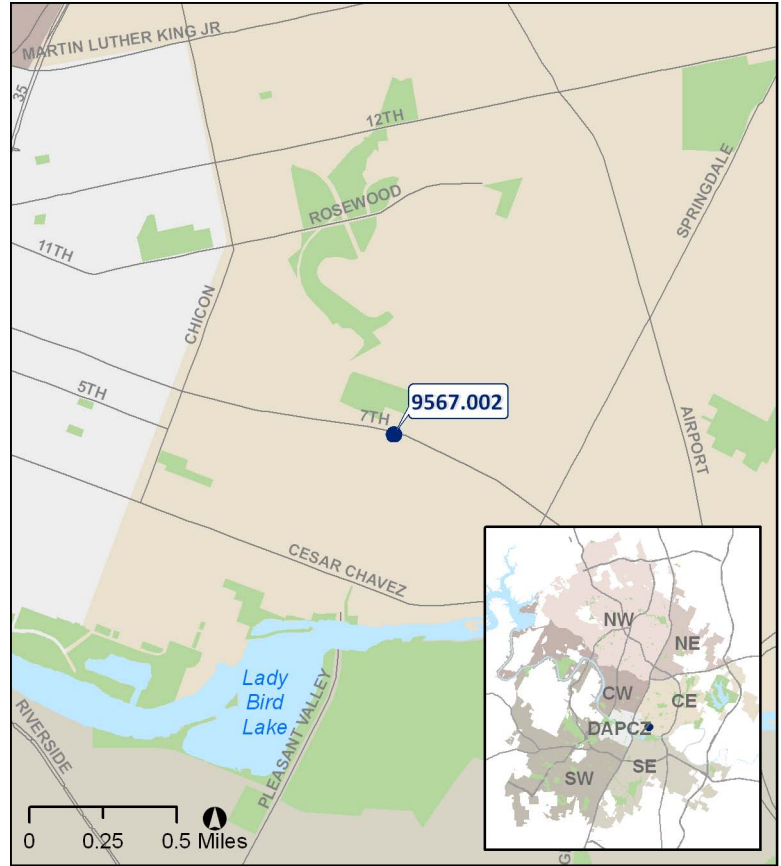 MARTIN LUTHER KING JR
35
12TH
SPRINGDALE
ROSEWOOD
11TH
CHICON
5TH
7TH
9567.002
AIRPORT
CESAR CHAVEZ
Lady
Bird
Lake
PLEASANT VALLEY
RIVERSIDE
0 0.25 0.5 Miles
NW
NE
CW
CE
DAPCZ
SW
SE